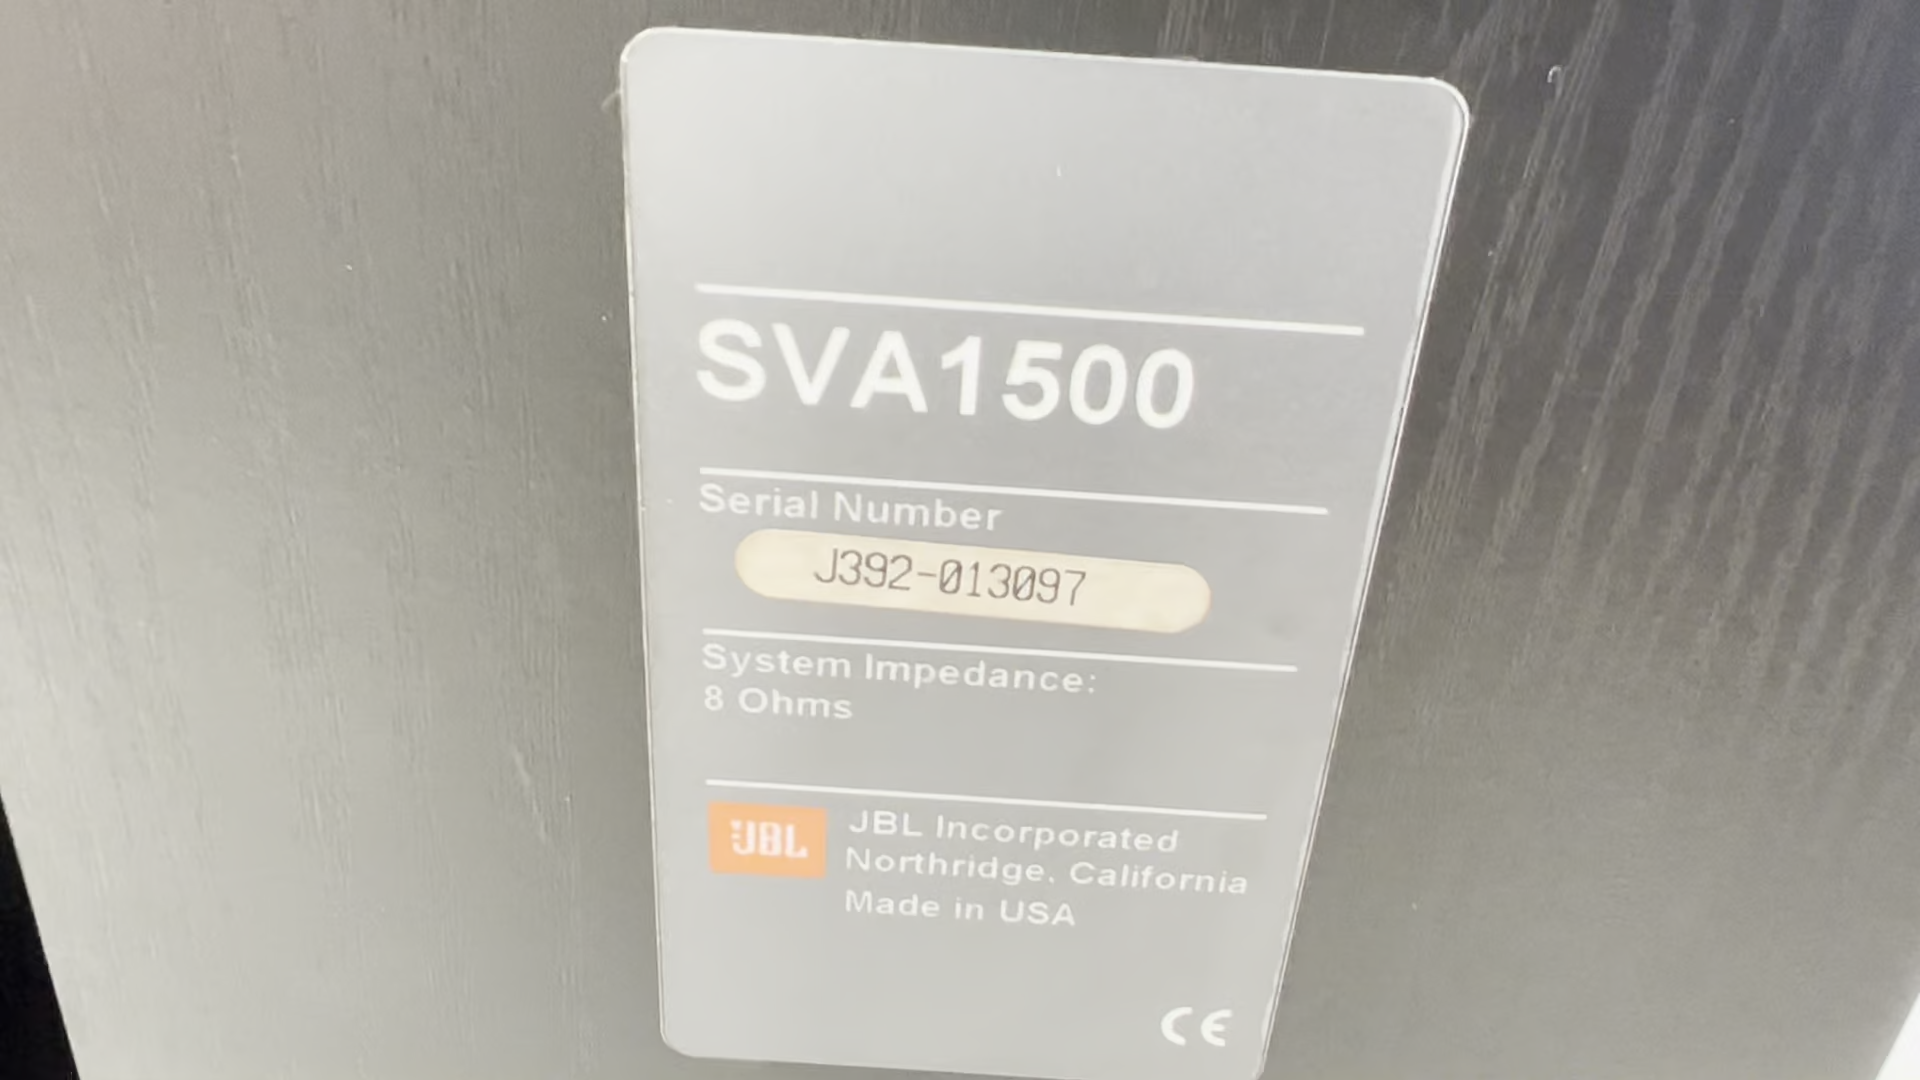 SVA1500
Serial Number
J392-013097
System Impedance:
8 Ohms
JBL
JBL Incorporated
Northridge, California
Made in USA
CE